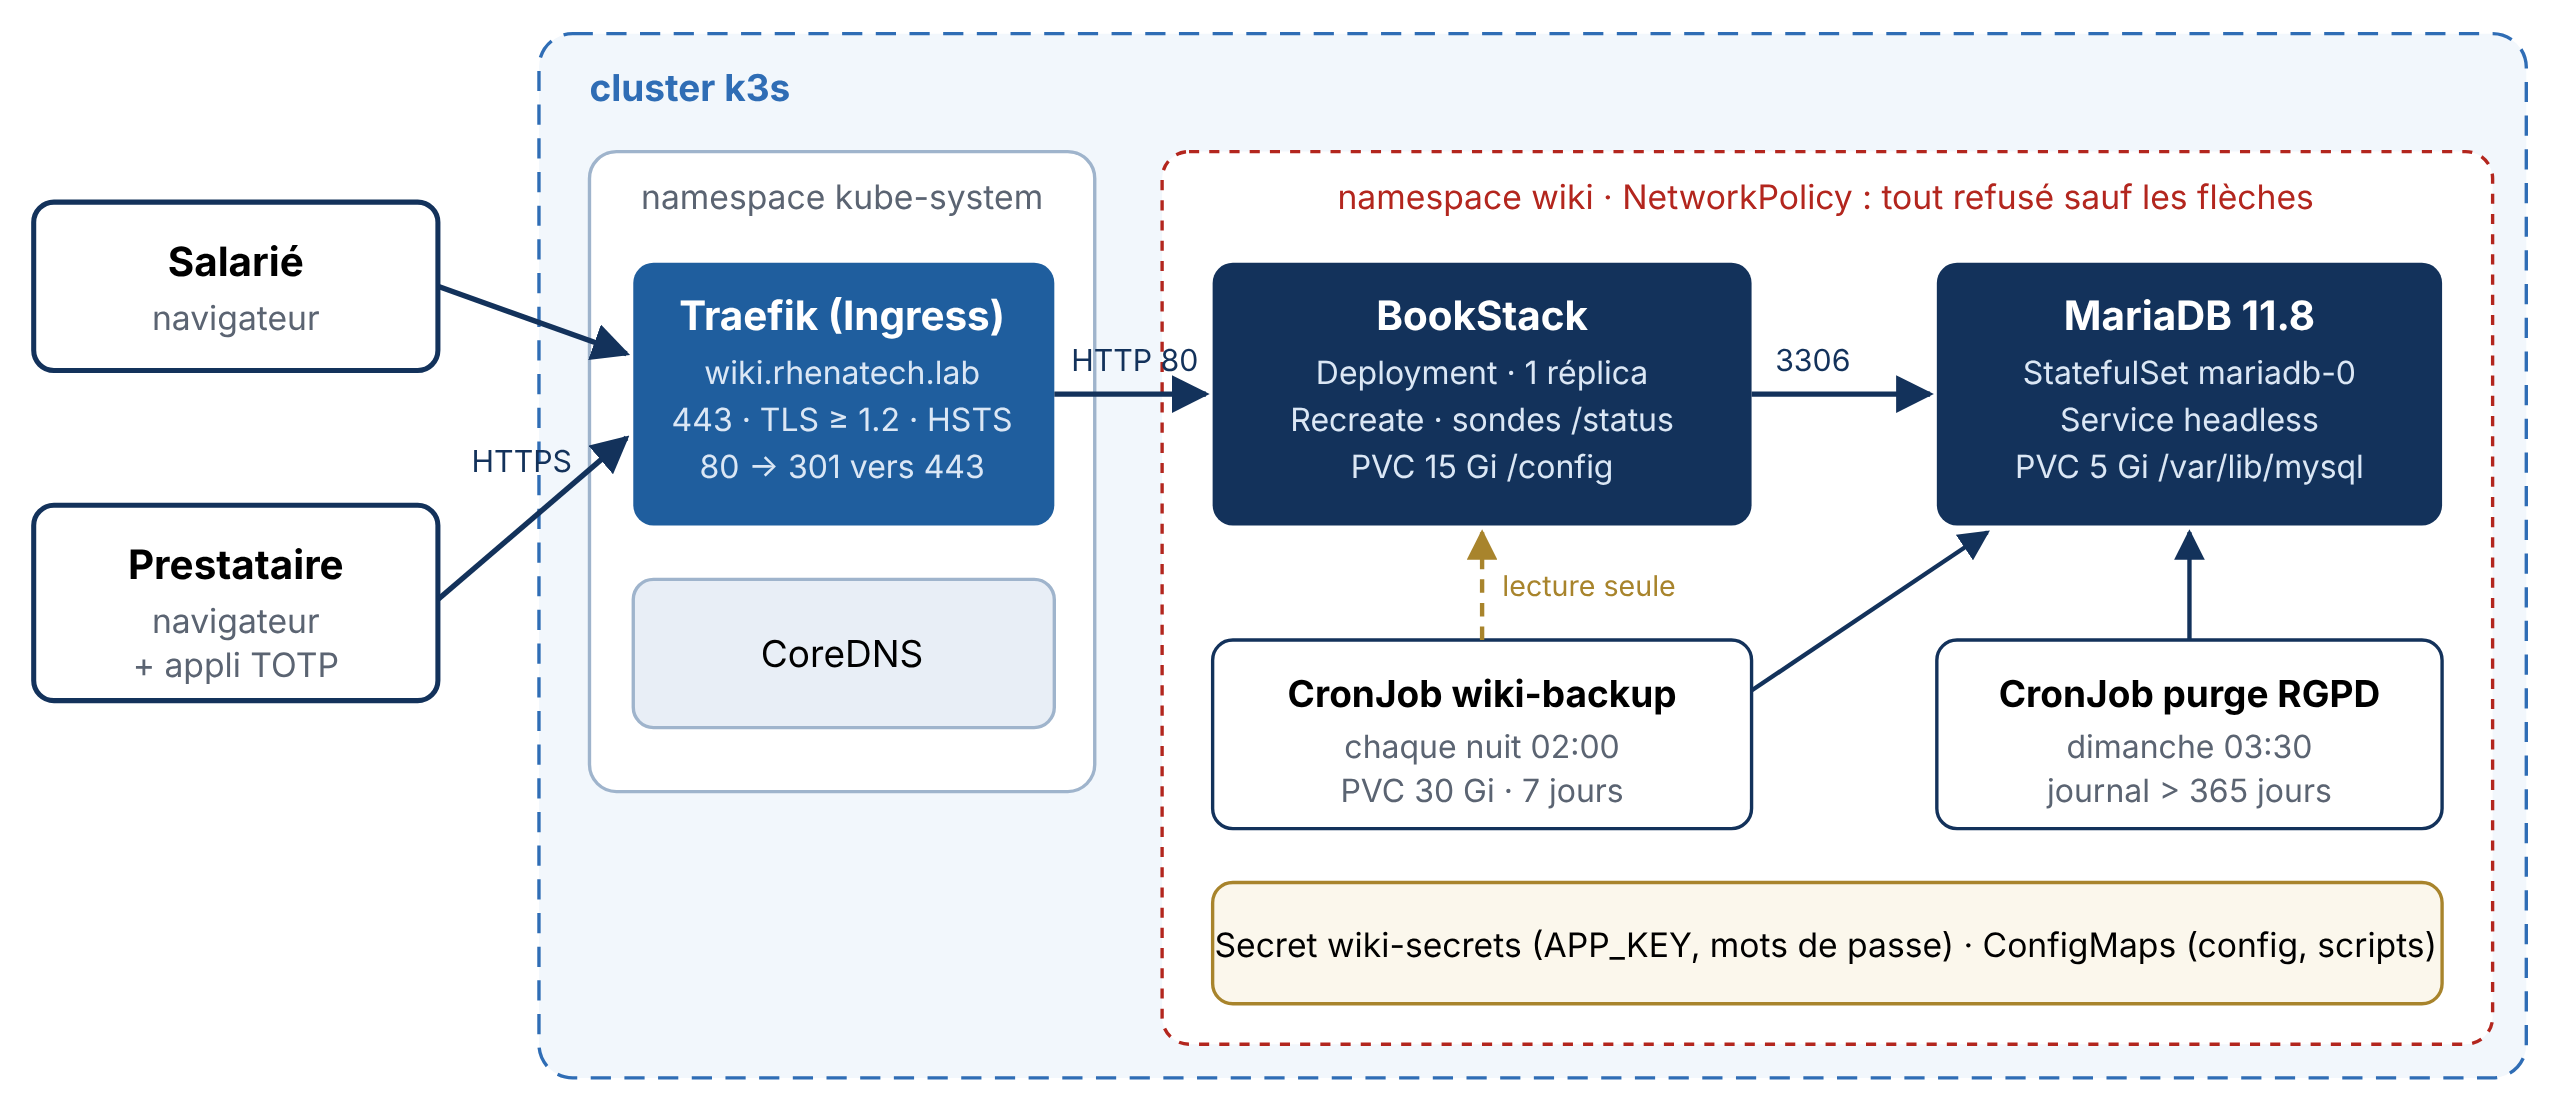 cluster k3s
Salarié
navigateur
Prestataire
navigateur
+ appli TOTP
HTTPS
namespace kube-system
Traefik (Ingress)
wiki.rhenatech.lab
443 · TLS ≥ 1.2 · HSTS
80 → 301 vers 443
CoreDNS
HTTP 80
namespace wiki · NetworkPolicy : tout refusé sauf les flèches
BookStack
Deployment · 1 réplica
Recreate · sondes /status
PVC 15 Gi /config
3306
MariaDB 11.8
StatefulSet mariadb-0
Service headless
PVC 5 Gi /var/lib/mysql
lecture seule
CronJob wiki-backup
chaque nuit 02:00
PVC 30 Gi · 7 jours
CronJob purge RGPD
dimanche 03:30
journal > 365 jours
Secret wiki-secrets (APP_KEY, mots de passe) · ConfigMaps (config, scripts)